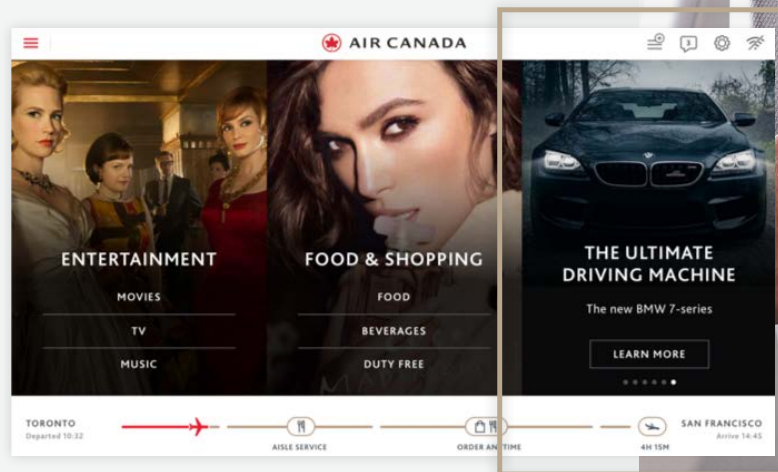 AIR CANADA
3
ENTERTAINMENT
MOVIES
TV
MUSIC
FOOD & SHOPPING
FOOD
BEVERAGES
DUTY FREE
THE ULTIMATE
DRIVING MACHINE
The new BMW 7-series
LEARN MORE
TORONTO
Departed 10:32
AISLE SERVICE
ORDER ANYTIME
4H 15M
SAN FRANCISCO
Arrive 14:45